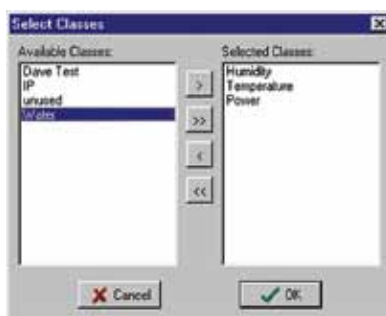 Select Classes
Available Classes:
Dave Test
IP
unused
Water
>
>>
<
<<
Selected Classes:
Humidity
Temperature
Power
Cancel
OK